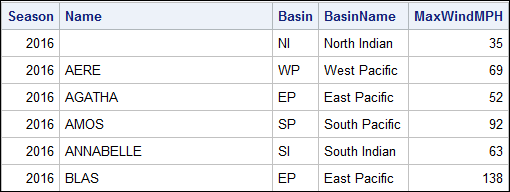 Season Name Basin BasinName MaxWindMPH
2016 NI North Indian 35
2016 AERE WP West Pacific 69
2016 AGATHA EP East Pacific 52
2016 AMOS SP South Pacific 92
2016 ANNABELLE SI South Indian 63
2016 BLAS EP East Pacific 138